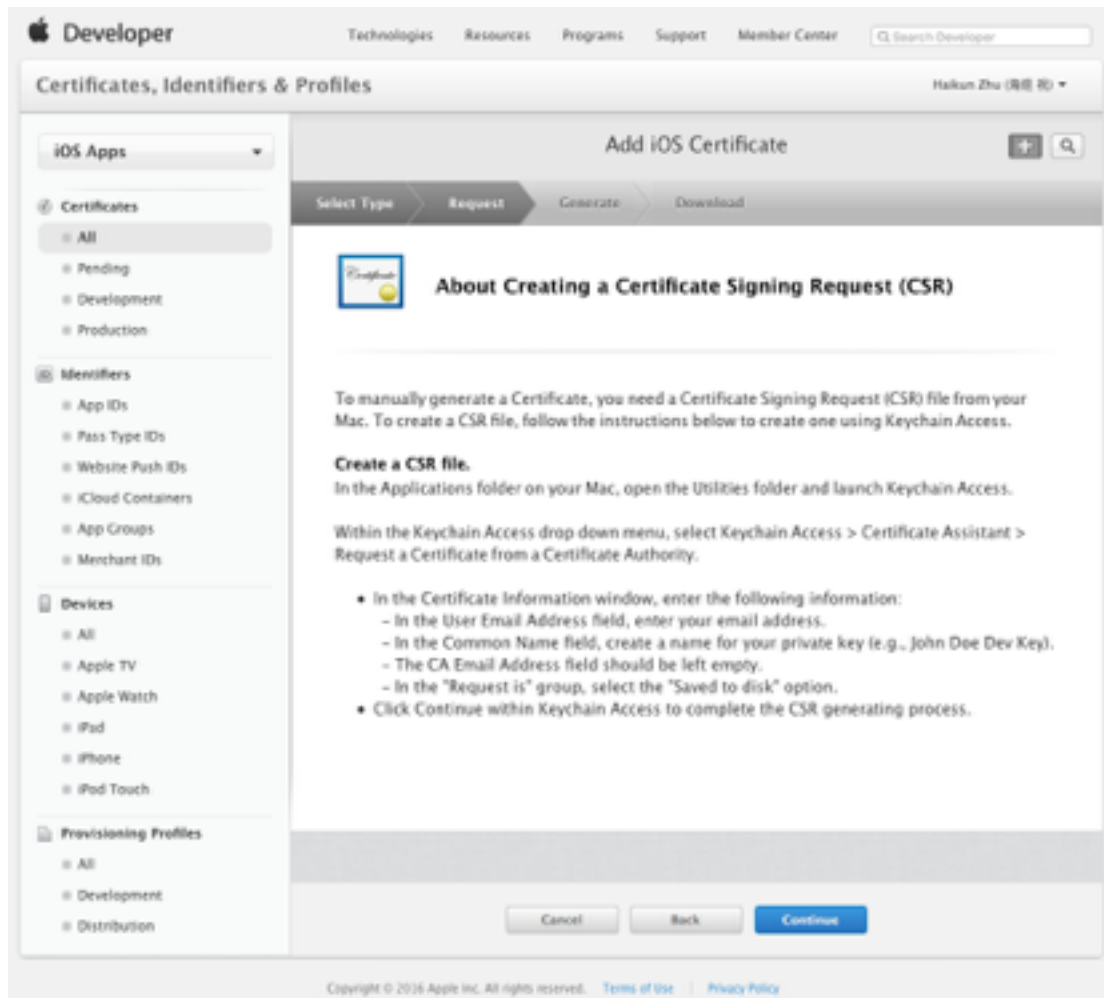 Developer
Technologies Resources Programs Support Member Center Search Developer
Certificates, Identifiers & Profiles
Haikun Zhu
iOS Apps
Add iOS Certificate
Select Type Request Generate Download
Certificates
All
Pending
Development
Production
Identifiers
App IDs
Pass Type IDs
Website Push IDs
iCloud Containers
App Groups
Merchant IDs
Devices
All
Apple TV
Apple Watch
iPad
iPhone
iPod Touch
Provisioning Profiles
All
Development
Distribution
Certificate
About Creating a Certificate Signing Request (CSR)
To manually generate a Certificate, you need a Certificate Signing Request (CSR) file from your
Mac. To create a CSR file, follow the instructions below to create one using Keychain Access.
Create a CSR file.
In the Applications folder on your Mac, open the Utilities folder and launch Keychain Access.
Within the Keychain Access drop down menu, select Keychain Access > Certificate Assistant >
Request a Certificate from a Certificate Authority.
• In the Certificate Information window, enter the following information:
– In the User Email Address field, enter your email address.
– In the Common Name field, create a name for your private key (e.g., John Doe Dev Key).
– The CA Email Address field should be left empty.
– In the "Request is" group, select the "Saved to disk" option.
• Click Continue within Keychain Access to complete the CSR generating process.
Cancel Back Continue
Copyright © 2016 Apple Inc. All rights reserved. Terms of Use | Privacy Policy